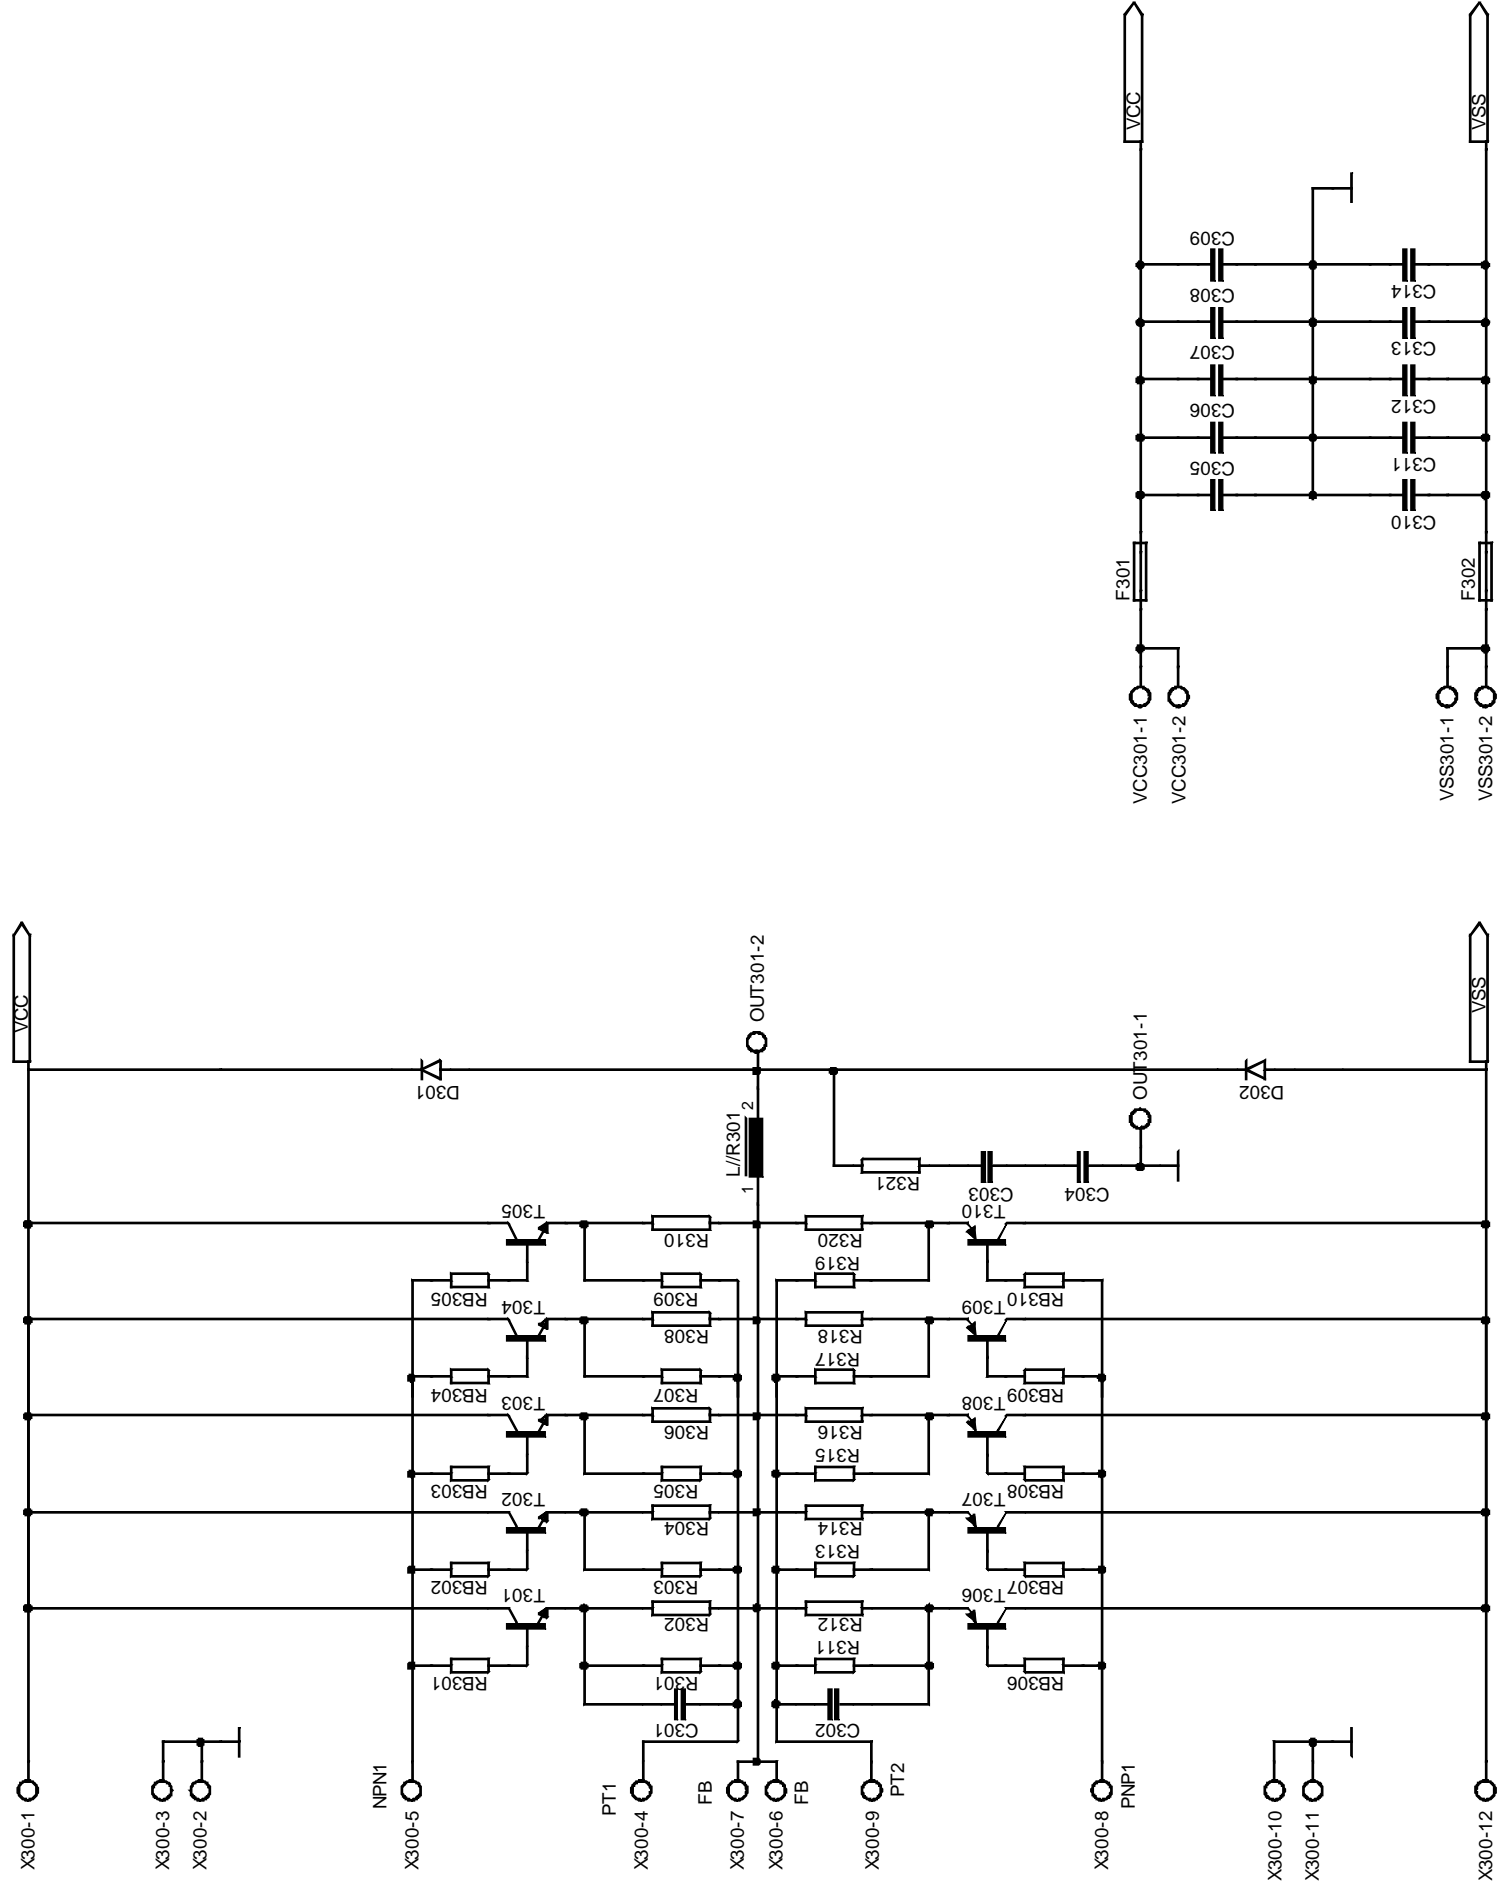 VCC
VSS
C309
C308
C307
C306
C305
C314
C313
C312
C311
C310
F301
F302
VCC301-1
VCC301-2
VSS301-1
VSS301-2
VCC
VSS
OUT301-2
OUT301-1
D301
D302
L//R301
1
2
R321
C303
C304
T305
R310
R320
T310
RB305
R309
R319
RB310
T304
R308
R318
T309
RB304
R307
R317
RB309
T303
R306
R316
T308
RB303
R305
R315
RB308
T302
R304
R314
T307
RB302
R303
R313
RB307
T301
R302
R312
T306
RB301
R301
R311
RB306
C301
C302
NPN1
PT1
FB
FB
PT2
PNP1
X300-1
X300-3
X300-2
X300-5
X300-4
X300-7
X300-6
X300-9
X300-8
X300-10
X300-11
X300-12